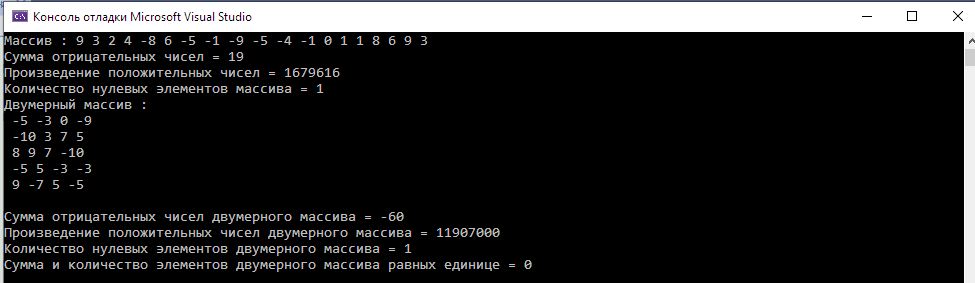 Консоль отладки Microsoft Visual Studio
Массив : 9 3 2 4 -8 6 -5 -1 -9 -5 -4 -1 0 1 1 8 6 9 3
Сумма отрицательных чисел = 19
Произведение положительных чисел = 1679616
Количество нулевых элементов массива = 1
Двумерный массив :
-5 -3 0 -9
-10 3 7 5
8 9 7 -10
-5 5 -3 -3
9 -7 5 -5
Сумма отрицательных чисел двумерного массива = -60
Произведение положительных чисел двумерного массива = 11907000
Количество нулевых элементов двумерного массива = 1
Сумма и количество элементов двумерного массива равных единице = 0